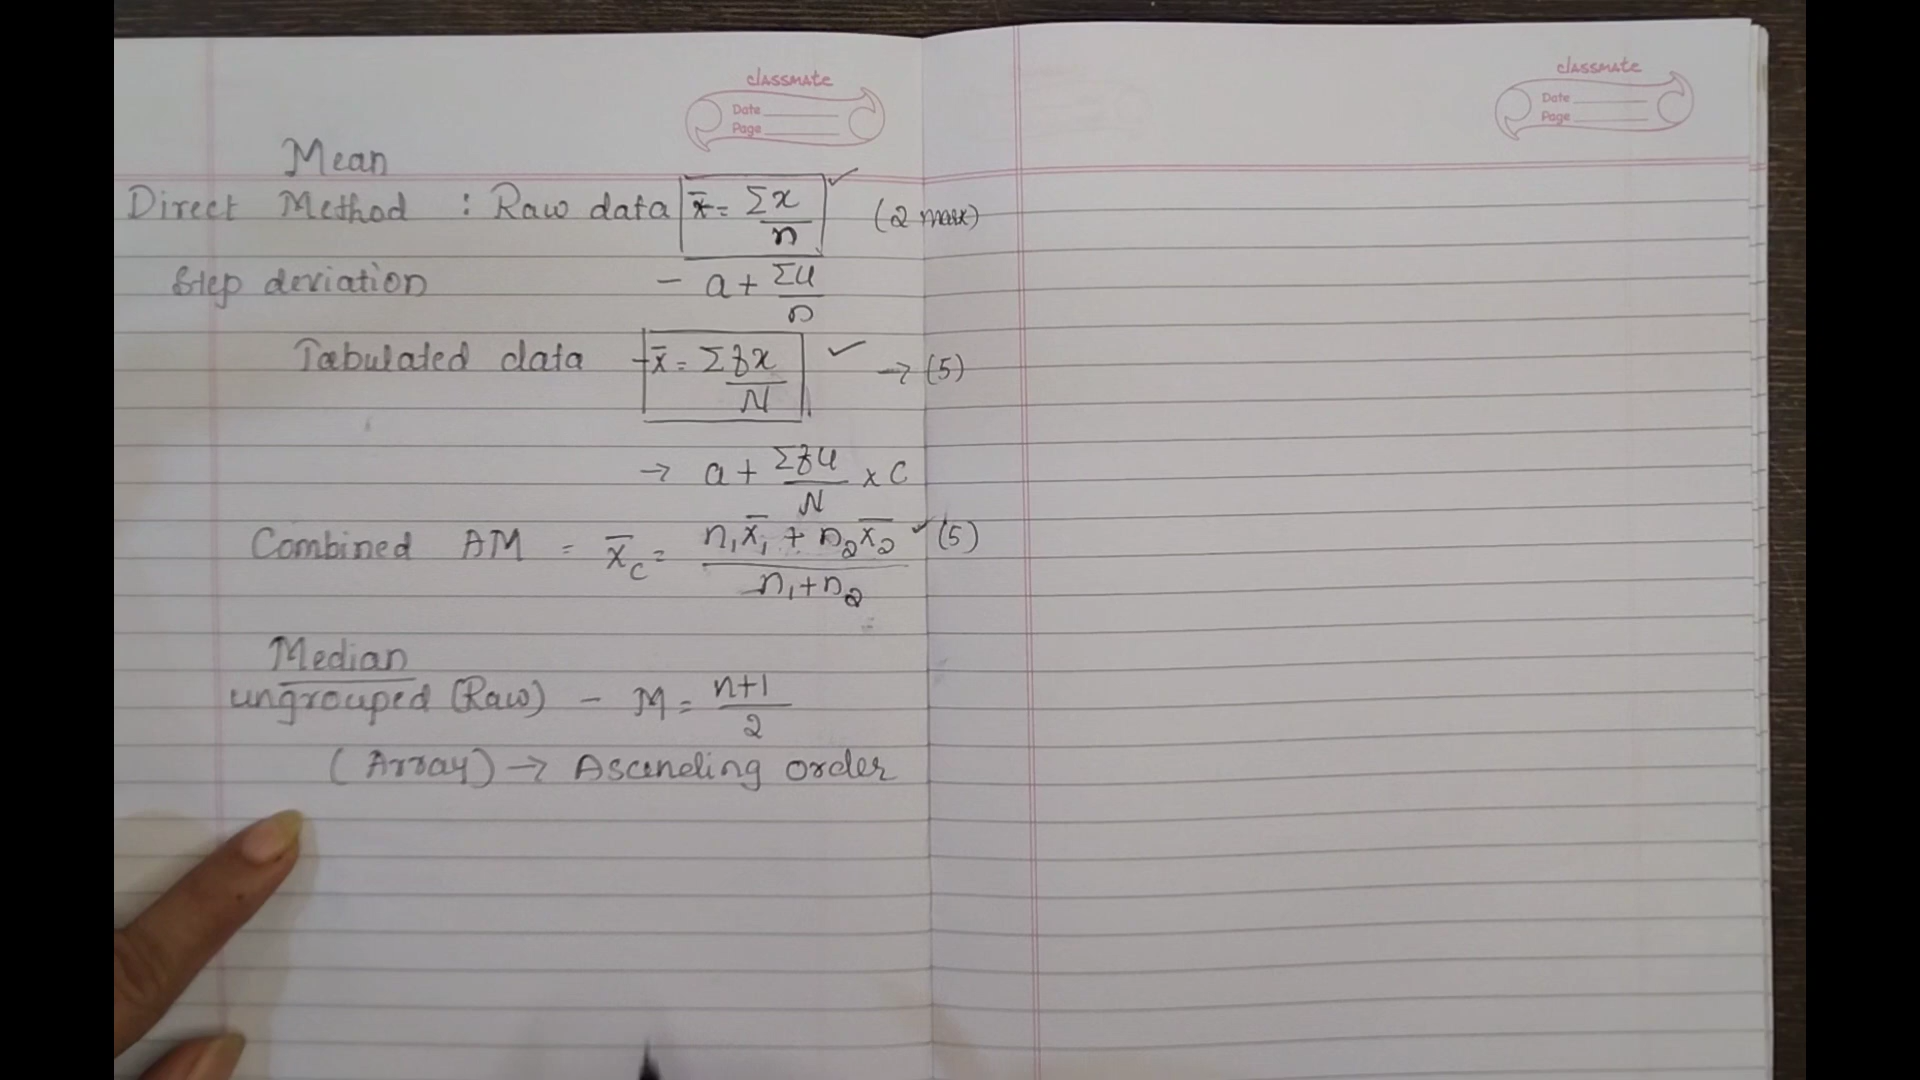 classmate
Date
Page
classmate
Date
Page
Mean
Direct Method : Raw data x̄ = Σx/n ✓ (2 marx)
Step deviation - a + Σu/n
Tabulated data x̄ = Σfx/N ✓ → (5)
→ a + Σfu/N × C
Combined AM = x̄c = n₁x̄₁ + n₂x̄₂ / n₁+n₂ ✓ (5)
Median
ungrouped (Raw) - M = n+1/2
(Array) → Ascending order